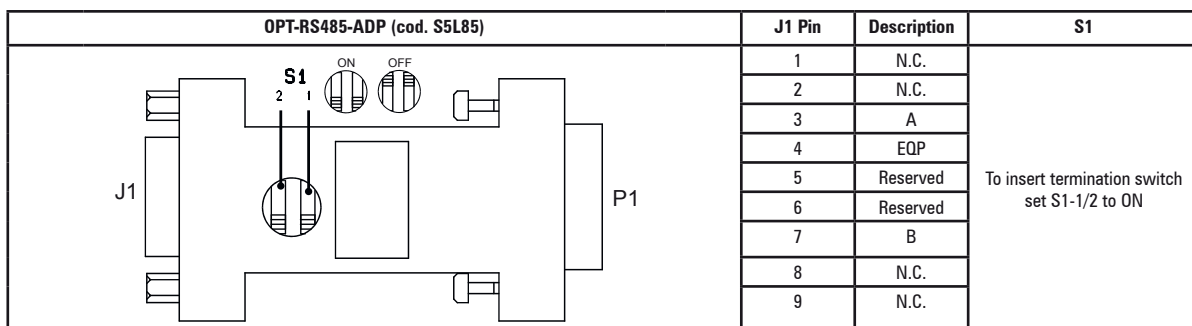 OPT-RS485-ADP (cod. S5L85) J1 Pin Description S1
ON OFF
S1
2 1
J1
P1
1 N.C.
2 N.C.
3 A
4 EQP
5 Reserved
6 Reserved
7 B
8 N.C.
9 N.C.
To insert termination switch
set S1-1/2 to ON